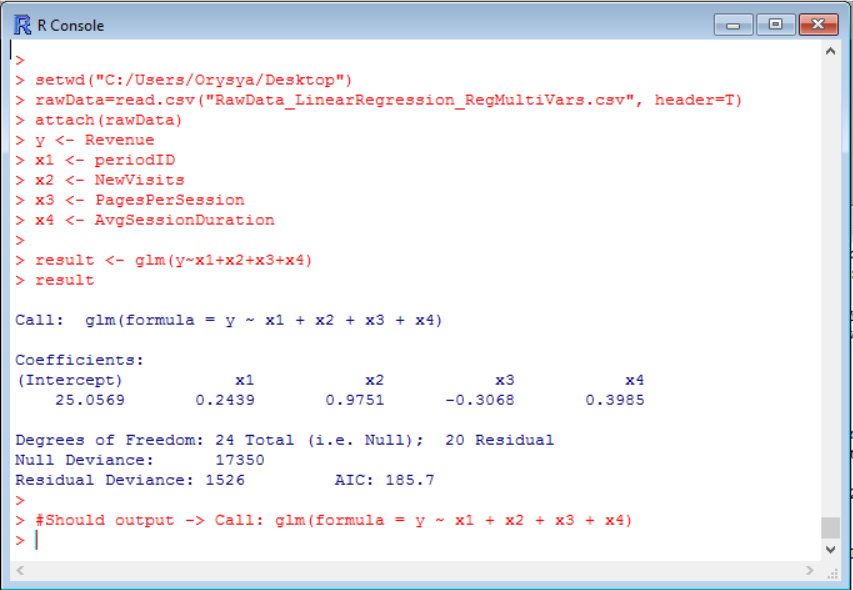 R Console
>
> setwd("C:/Users/Orysya/Desktop")
> rawData=read.csv("RawData_LinearRegression_RegMultiVars.csv", header=T)
> attach(rawData)
> y <- Revenue
> x1 <- periodID
> x2 <- NewVisits
> x3 <- PagesPerSession
> x4 <- AvgSessionDuration
>
> result <- glm(y~x1+x2+x3+x4)
> result
Call:  glm(formula = y ~ x1 + x2 + x3 + x4)
Coefficients:
(Intercept)           x1           x2           x3           x4
    25.0569       0.2439       0.9751      -0.3068       0.3985
Degrees of Freedom: 24 Total (i.e. Null);  20 Residual
Null Deviance:      17350
Residual Deviance: 1526         AIC: 185.7
>
> #Should output -> Call: glm(formula = y ~ x1 + x2 + x3 + x4)
>